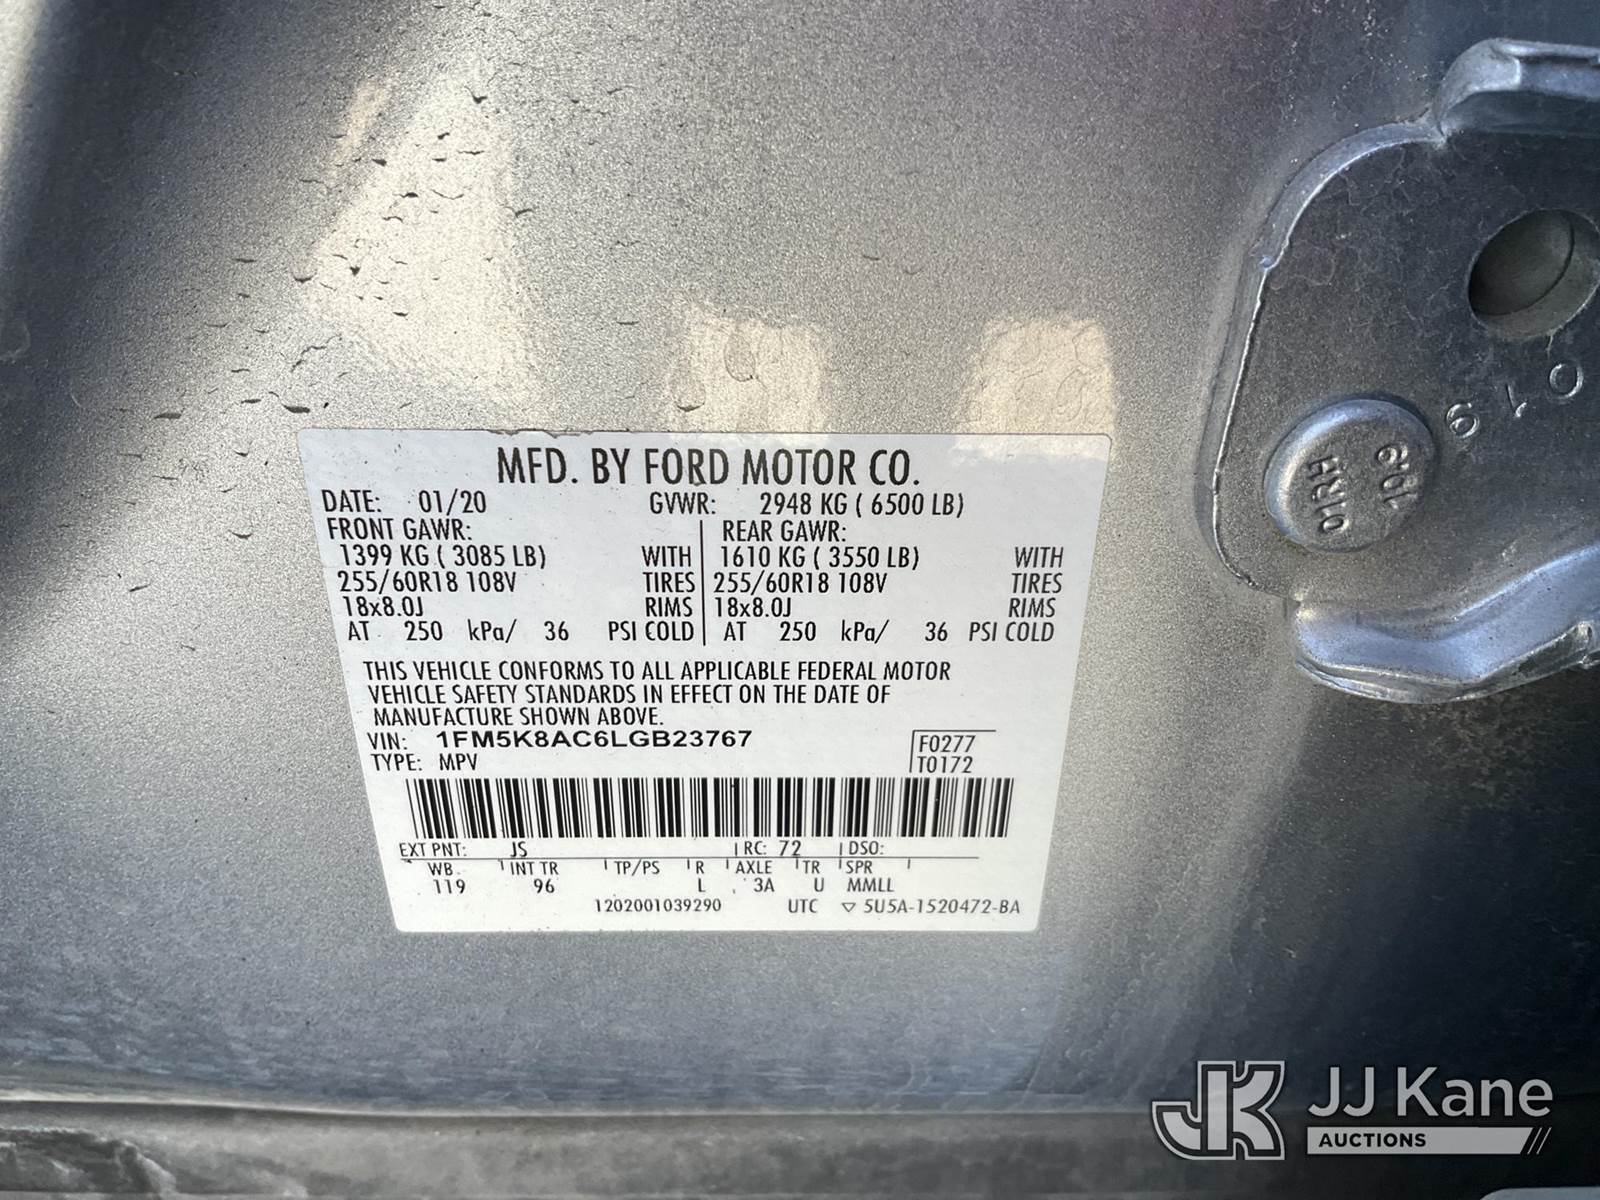 MFD. BY FORD MOTOR CO.
DATE: 01/20 GVWR: 2948 KG ( 6500 LB)
FRONT GAWR: REAR GAWR:
1399 KG ( 3085 LB) WITH 1610 KG ( 3550 LB) WITH
255/60R18 108V TIRES 255/60R18 108V TIRES
18x8.0J RIMS 18x8.0J RIMS
AT 250 kPa/ 36 PSI COLD AT 250 kPa/ 36 PSI COLD
THIS VEHICLE CONFORMS TO ALL APPLICABLE FEDERAL MOTOR
VEHICLE SAFETY STANDARDS IN EFFECT ON THE DATE OF
MANUFACTURE SHOWN ABOVE.
VIN: 1FM5K8AC6LGB23767 F0277
TYPE: MPV T0172
EXT PNT: JS RC: 72 DSO:
WB INT TR TP/PS R AXLE TR SPR
119 96 L 3A U MMLL
1202001039290 UTC ▽ 5U5A-1520472-BA
019
01RH
10.9
JK JJ Kane
AUCTIONS